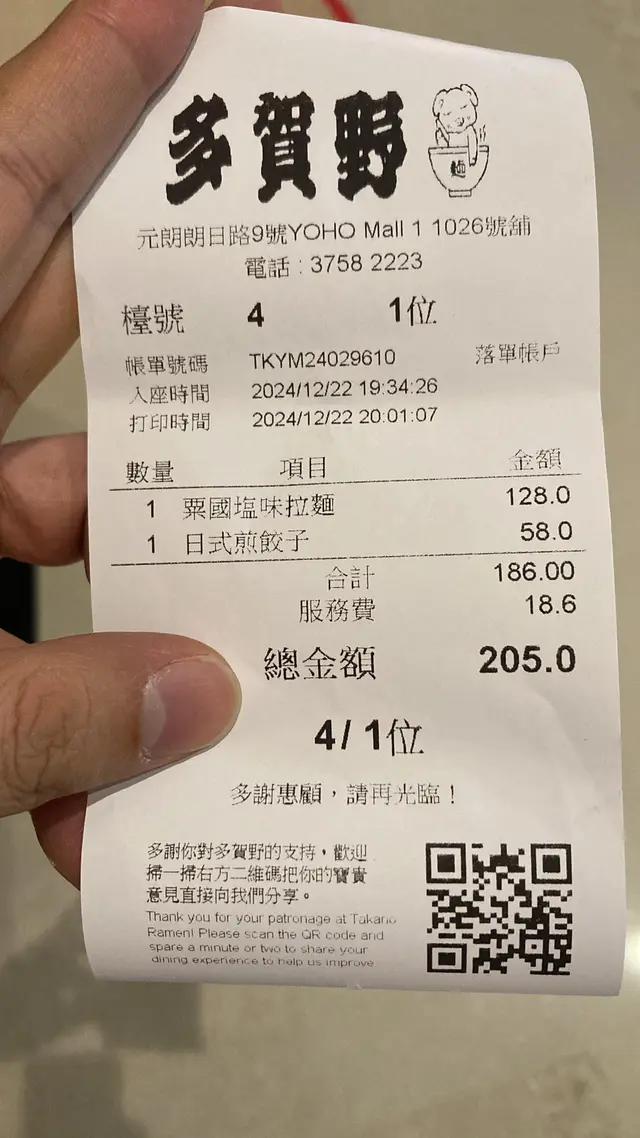 多賀野
麺
元朗朗日路9號YOHO Mall 1 1026號舖
電話 : 3758 2223
檯號 4 1位
帳單號碼 TKYM24029610 落單帳戶
入座時間 2024/12/22 19:34:26
打印時間 2024/12/22 20:01:07
數量 項目 金額
1 粟國塩味拉麵 128.0
1 日式煎餃子 58.0
合計 186.00
服務費 18.6
總金額 205.0
4/ 1位
多謝惠顧，請再光臨！
多謝你對多賀野的支持，歡迎
掃一掃右方二維碼把你的寶貴
意見直接向我們分享。
Thank you for your patronage at Takano
Ramen! Please scan the QR code and
spare a minute or two to share your
dining experience to help us improve